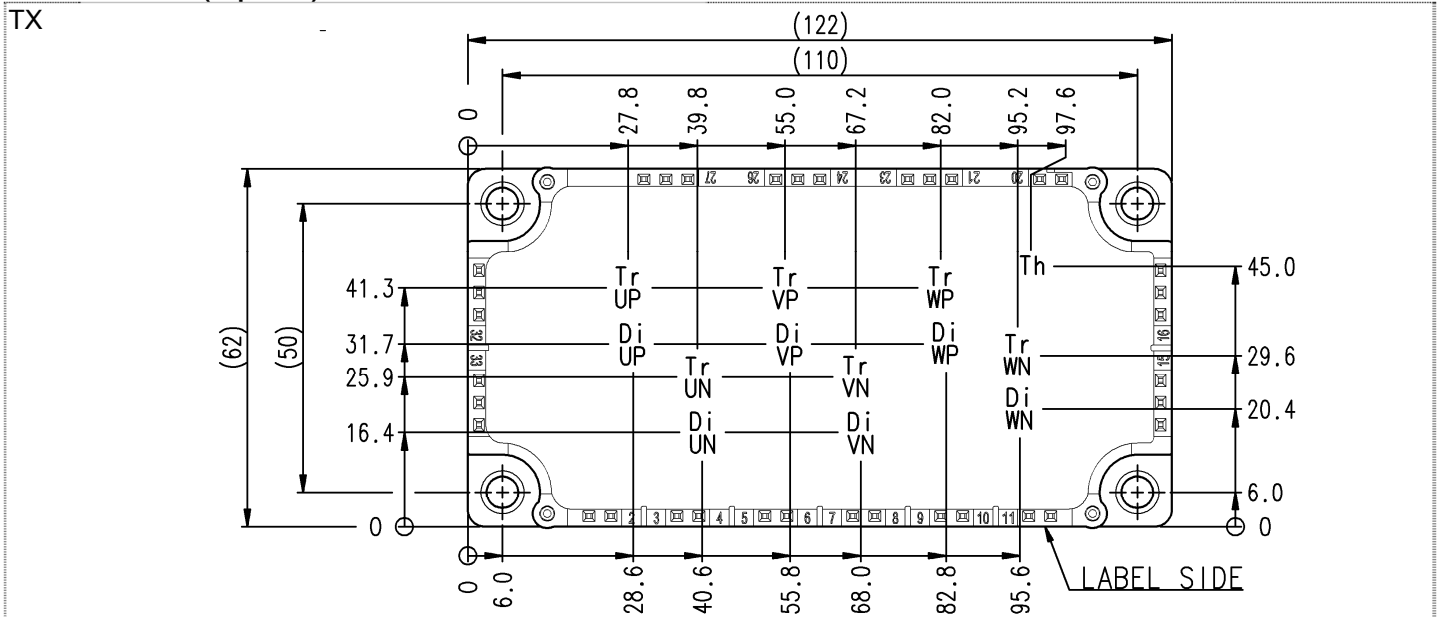 TX
(122)
(110)
0 27.8 39.8 55.0 67.2 82.0 95.2 97.6
27 26 24 23 21 20
Tr UP
Tr VP
Tr WP
Th
45.0
41.3
(62)
(50)
32
33
16
15
Di UP
Di VP
Di WP
31.7
Tr UN
Tr VN
Tr WN
29.6
25.9
Di UN
Di VN
Di WN
20.4
16.4
6.0
0
0
2 3 4 5 6 7 8 9 10 11
0 6.0 28.6 40.6 55.8 68.0 82.8 95.6
LABEL SIDE